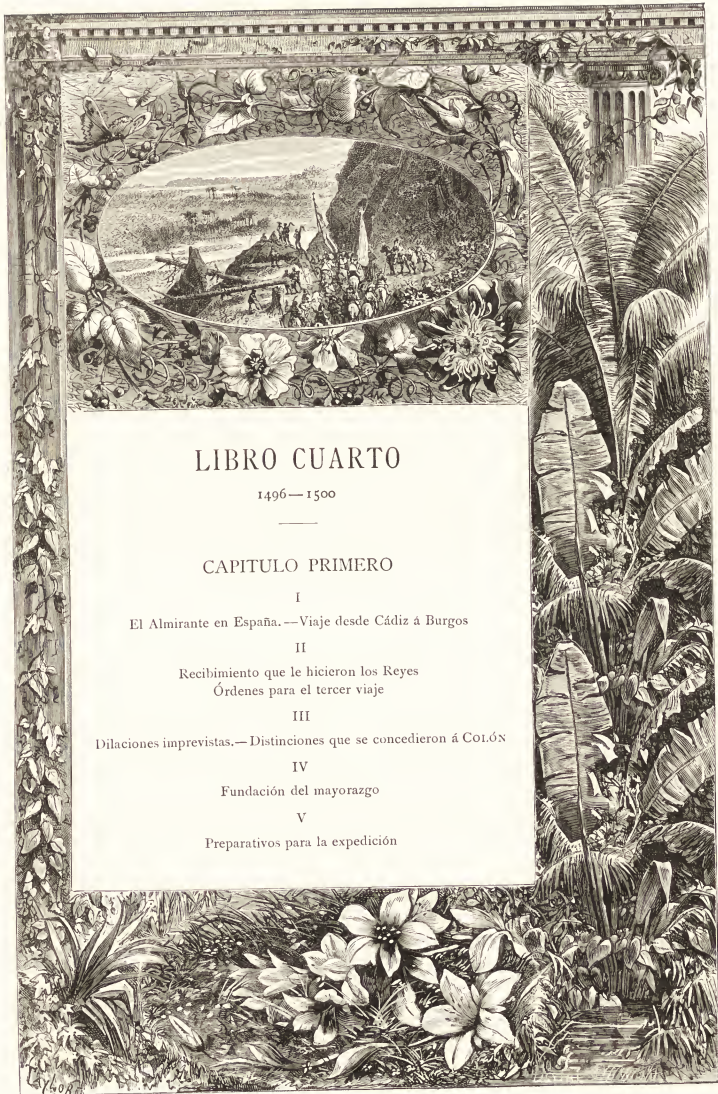 LIBRO CUARTO
1496—1500
CAPITULO PRIMERO
I
El Almirante en España.—Viaje desde Cádiz á Burgos
II
Recibimiento que le hicieron los Reyes
Órdenes para el tercer viaje
III
Dilaciones imprevistas.—Distinciones que se concedieron á COLÓN
IV
Fundación del mayorazgo
V
Preparativos para la expedición